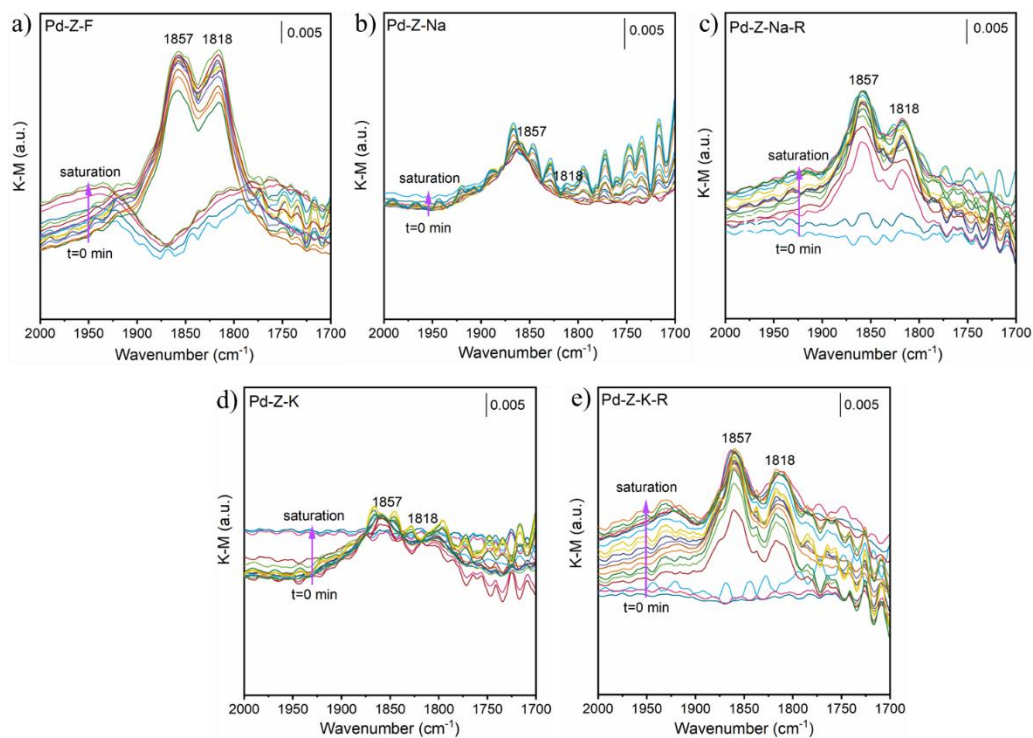 a)
Pd-Z-F
0.005
1857 1818
saturation
t=0 min
K-M (a.u.)
2000 1950 1900 1850 1800 1750 1700
Wavenumber (cm-1)
b)
Pd-Z-Na
0.005
1857
1818
saturation
t=0 min
K-M (a.u.)
2000 1950 1900 1850 1800 1750 1700
Wavenumber (cm-1)
c)
Pd-Z-Na-R
0.005
1857
1818
saturation
t=0 min
K-M (a.u.)
2000 1950 1900 1850 1800 1750 1700
Wavenumber (cm-1)
d)
Pd-Z-K
0.005
1857
1818
saturation
t=0 min
K-M (a.u.)
2000 1950 1900 1850 1800 1750 1700
Wavenumber (cm-1)
e)
Pd-Z-K-R
0.005
1857
1818
saturation
t=0 min
K-M (a.u.)
2000 1950 1900 1850 1800 1750 1700
Wavenumber (cm-1)